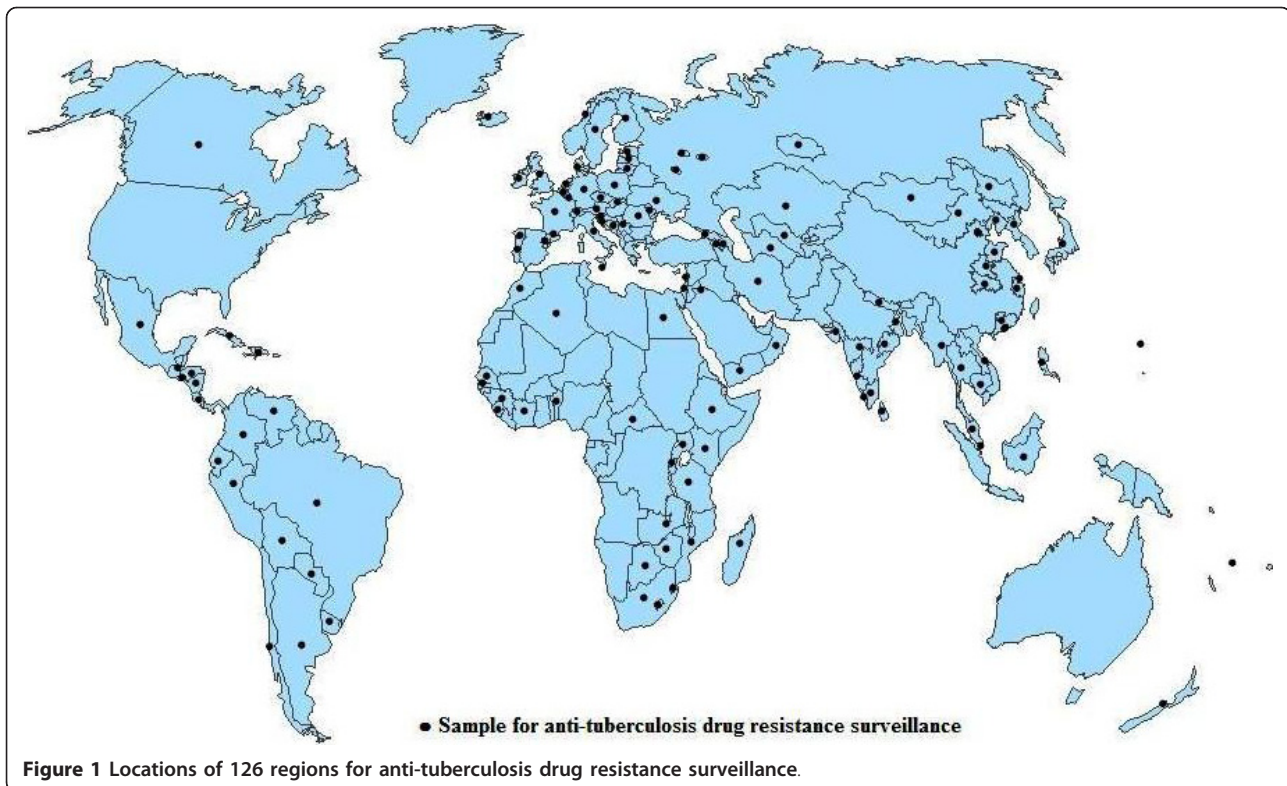 ● Sample for anti-tuberculosis drug resistance surveillance
Figure 1 Locations of 126 regions for anti-tuberculosis drug resistance surveillance.